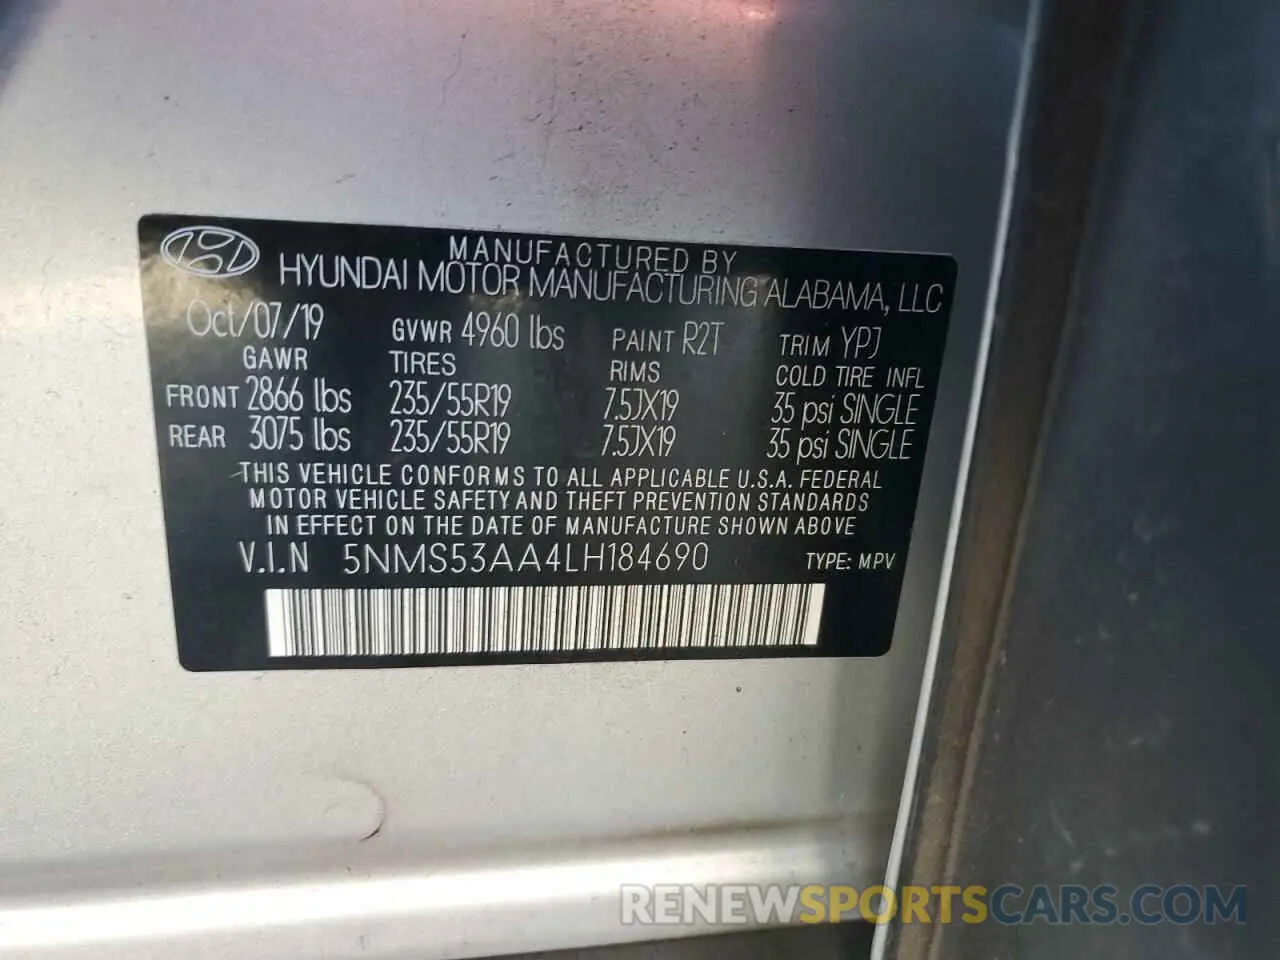 MANUFACTURED BY
HYUNDAI MOTOR MANUFACTURING ALABAMA, LLC
Oct/07/19 GVWR 4960 lbs PAINT R2T TRIM YPJ
GAWR TIRES RIMS COLD TIRE INFL
FRONT 2866 lbs 235/55R19 7.5JX19 35 psi SINGLE
REAR 3075 lbs 235/55R19 7.5JX19 35 psi SINGLE
THIS VEHICLE CONFORMS TO ALL APPLICABLE U.S.A. FEDERAL
MOTOR VEHICLE SAFETY AND THEFT PREVENTION STANDARDS
IN EFFECT ON THE DATE OF MANUFACTURE SHOWN ABOVE
V.I.N 5NMS53AA4LH184690 TYPE: MPV
RENEWSPORTSCARS.COM